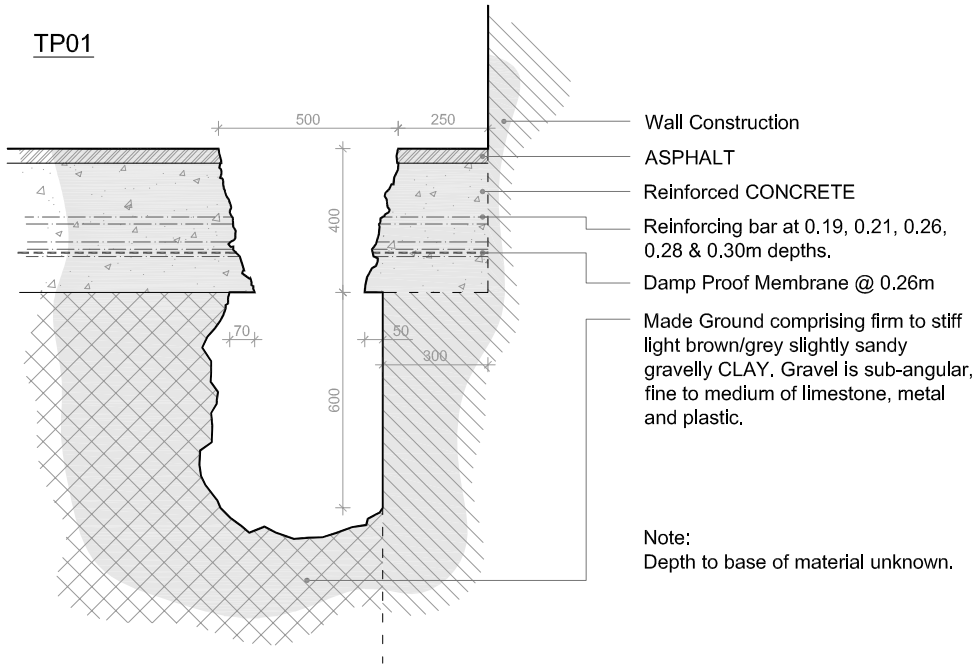 TP01
500
250
Wall Construction
ASPHALT
Reinforced CONCRETE
400
Reinforcing bar at 0.19, 0.21, 0.26,
0.28 & 0.30m depths.
Damp Proof Membrane @ 0.26m
70
50
Made Ground comprising firm to stiff
light brown/grey slightly sandy
gravelly CLAY. Gravel is sub-angular,
fine to medium of limestone, metal
and plastic.
300
600
Note:
Depth to base of material unknown.